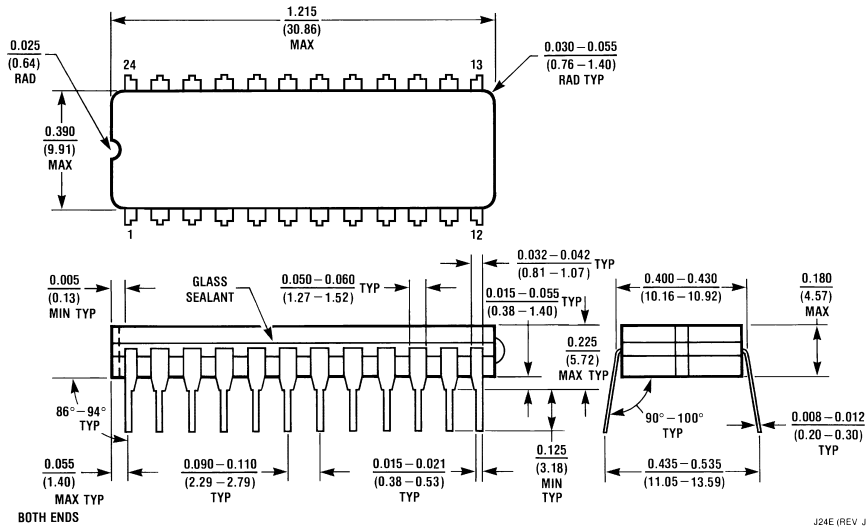 1.215
(30.86)
MAX
0.025
(0.64)
RAD
24
13
0.030–0.055
(0.76–1.40)
RAD TYP
0.390
(9.91)
MAX
1
12
0.005
(0.13)
MIN TYP
GLASS
SEALANT
0.050–0.060
(1.27–1.52)
TYP
0.032–0.042
(0.81–1.07)
TYP
0.015–0.055
(0.38–1.40)
TYP
0.400–0.430
(10.16–10.92)
0.180
(4.57)
MAX
0.225
(5.72)
MAX TYP
86°–94°
TYP
90°–100°
TYP
0.008–0.012
(0.20–0.30)
TYP
0.055
(1.40)
MAX TYP
BOTH ENDS
0.090–0.110
(2.29–2.79)
TYP
0.015–0.021
(0.38–0.53)
TYP
0.125
(3.18)
MIN
TYP
0.435–0.535
(11.05–13.59)
J24E (REV J